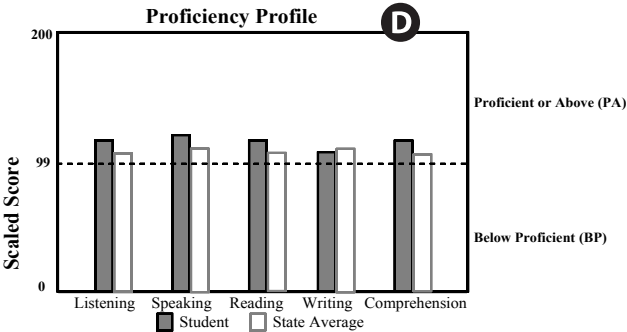 Proficiency Profile
D
200
Proficient or Above (PA)
99
Scaled Score
Below Proficient (BP)
0
Listening Speaking Reading Writing Comprehension
Student State Average